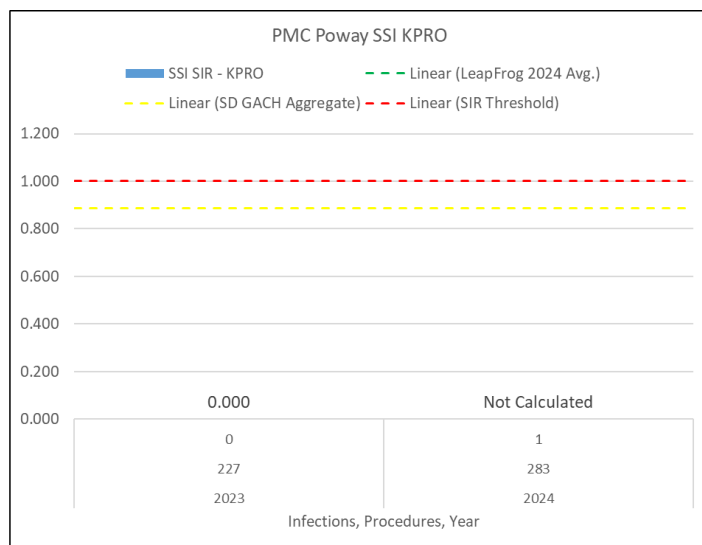 PMC Poway SSI KPRO
SSI SIR - KPRO Linear (LeapFrog 2024 Avg.)
Linear (SD GACH Aggregate) Linear (SIR Threshold)
1.200
1.000
0.800
0.600
0.400
0.200
0.000
0.000 Not Calculated
0 1
227 283
2023 2024
Infections, Procedures, Year